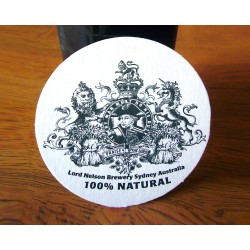 Lord Nelson Brewery Sydney Australia
100% NATURAL